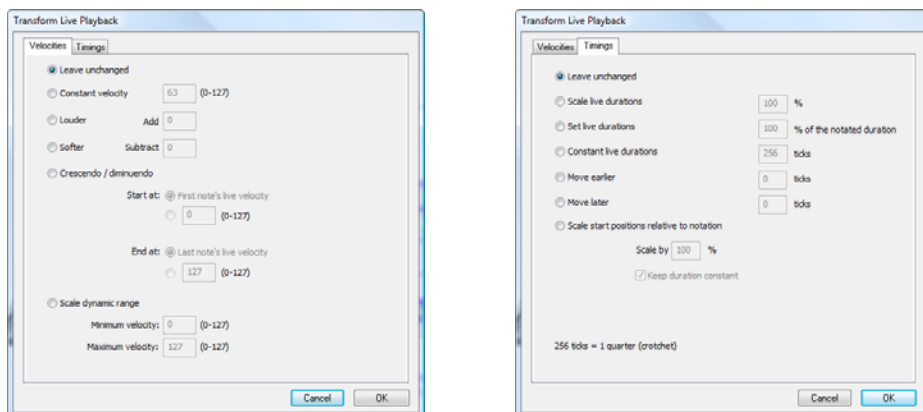 Transform Live Playback
Velocities Timings
Leave unchanged
Constant velocity 63 (0-127)
Louder Add 0
Softer Subtract 0
Crescendo / diminuendo
Start at: First note's live velocity
0 (0-127)
End at: Last note's live velocity
127 (0-127)
Scale dynamic range
Minimum velocity: 0 (0-127)
Maximum velocity: 127 (0-127)
Cancel OK
Transform Live Playback
Velocities Timings
Leave unchanged
Scale live durations 100 %
Set live durations 100 % of the notated duration
Constant live durations 256 ticks
Move earlier 0 ticks
Move later 0 ticks
Scale start positions relative to notation
Scale by 100 %
Keep duration constant
256 ticks = 1 quarter (crotchet)
Cancel OK